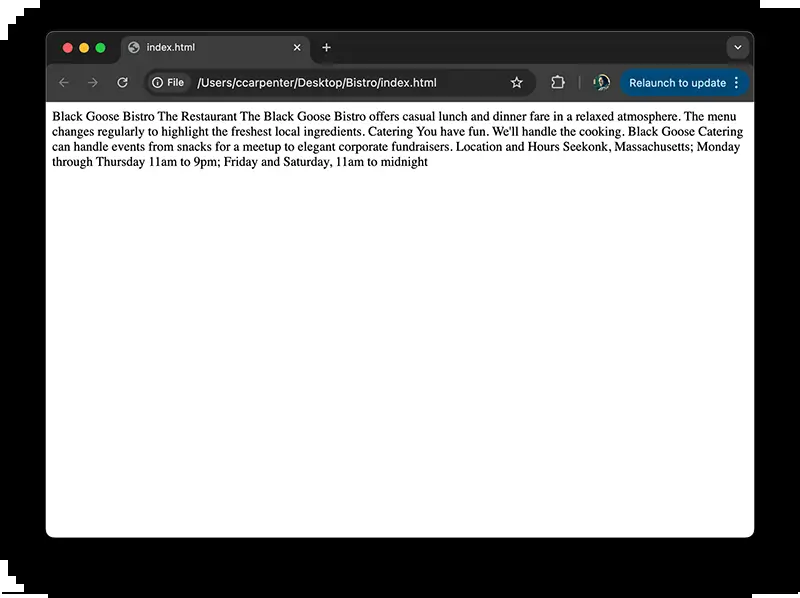 index.html
File
/Users/ccarpenter/Desktop/Bistro/index.html
Relaunch to update
Black Goose Bistro The Restaurant The Black Goose Bistro offers casual lunch and dinner fare in a relaxed atmosphere. The menu
changes regularly to highlight the freshest local ingredients. Catering You have fun. We'll handle the cooking. Black Goose Catering
can handle events from snacks for a meetup to elegant corporate fundraisers. Location and Hours Seekonk, Massachusetts; Monday
through Thursday 11am to 9pm; Friday and Saturday, 11am to midnight